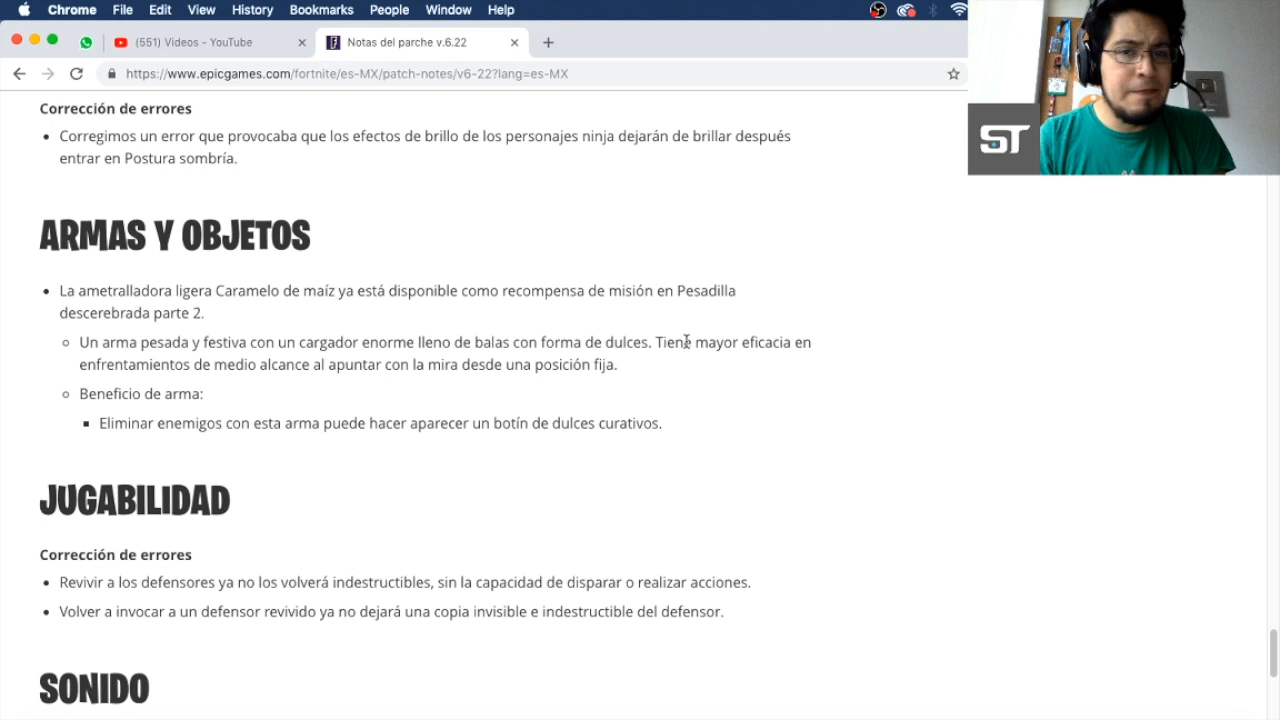 Chrome File Edit View History Bookmarks People Window Help
(551) Videos - YouTube
Notas del parche v.6.22
https://www.epicgames.com/fortnite/es-MX/patch-notes/v6-22?lang=es-MX
ST
Corrección de errores
• Corregimos un error que provocaba que los efectos de brillo de los personajes ninja dejarán de brillar después
entrar en Postura sombría.
ARMAS Y OBJETOS
• La ametralladora ligera Caramelo de maíz ya está disponible como recompensa de misión en Pesadilla
descerebrada parte 2.
Un arma pesada y festiva con un cargador enorme lleno de balas con forma de dulces. Tiene mayor eficacia en
enfrentamientos de medio alcance al apuntar con la mira desde una posición fija.
Beneficio de arma:
Eliminar enemigos con esta arma puede hacer aparecer un botín de dulces curativos.
JUGABILIDAD
Corrección de errores
• Revivir a los defensores ya no los volverá indestructibles, sin la capacidad de disparar o realizar acciones.
• Volver a invocar a un defensor revivido ya no dejará una copia invisible e indestructible del defensor.
SONIDO